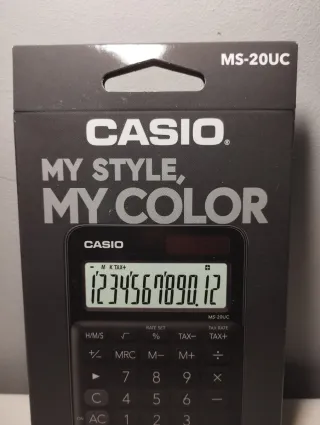 MS-20UC
CASIO®
MY STYLE,
MY COLOR
CASIO
- M K TAX+
1234567890.12
MS-20UC
RATE SET TAX RATE
H/M/S √ % TAX− TAX+
+/− MRC M− M+ ÷
▶ 7 8 9 ×
C 4 5 6 −
AC 1 2 3